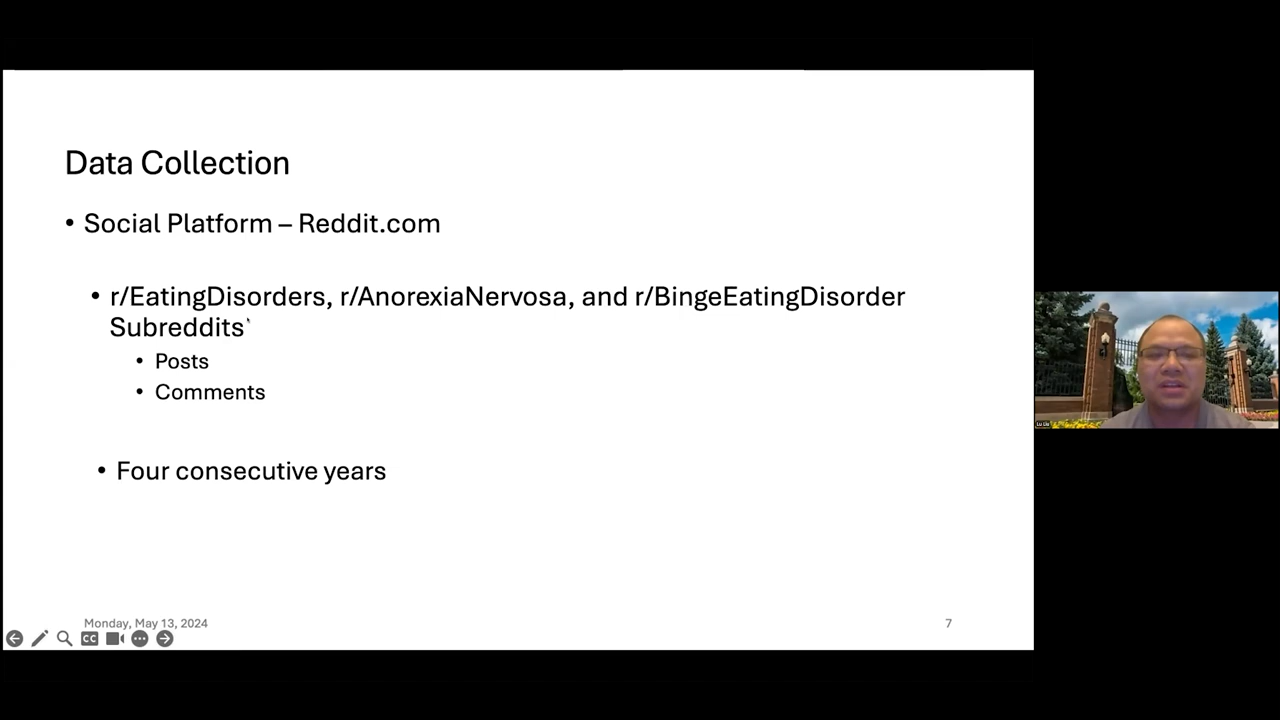 Data Collection
• Social Platform – Reddit.com
• r/EatingDisorders, r/AnorexiaNervosa, and r/BingeEatingDisorder
Subreddits`
• Posts
• Comments
• Four consecutive years
Monday, May 13, 2024
7
CC